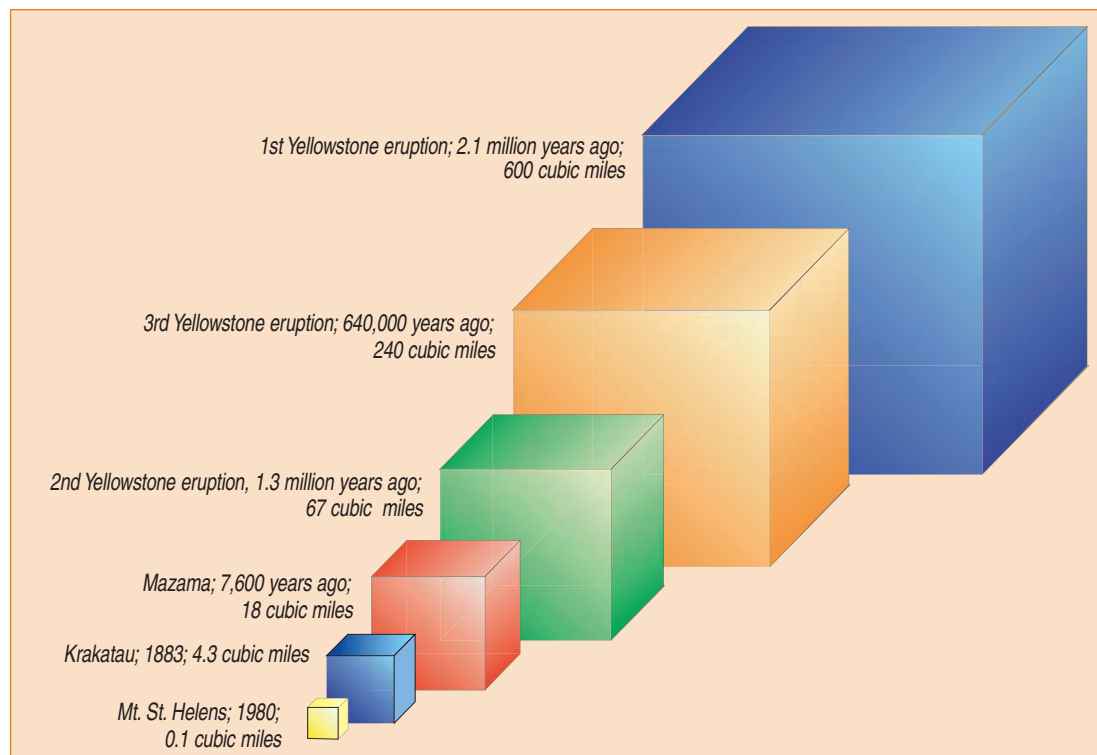 1st Yellowstone eruption; 2.1 million years ago;
600 cubic miles
3rd Yellowstone eruption; 640,000 years ago;
240 cubic miles
2nd Yellowstone eruption, 1.3 million years ago;
67 cubic miles
Mazama; 7,600 years ago;
18 cubic miles
Krakatau; 1883; 4.3 cubic miles
Mt. St. Helens; 1980;
0.1 cubic miles